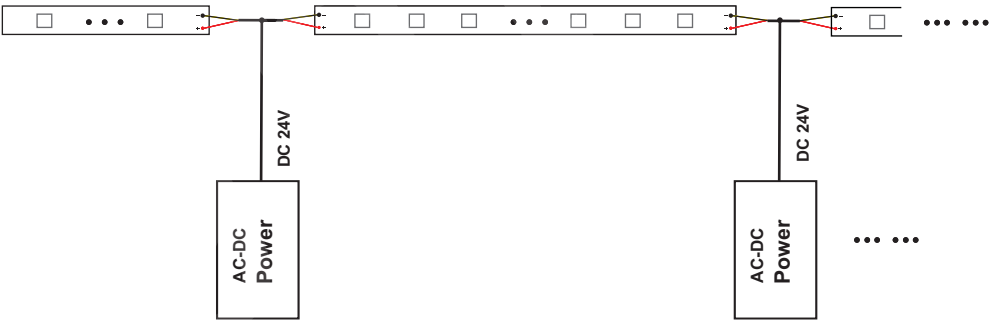 - - - -
+ + + +
DC 24V
DC 24V
AC-DC
Power
AC-DC
Power